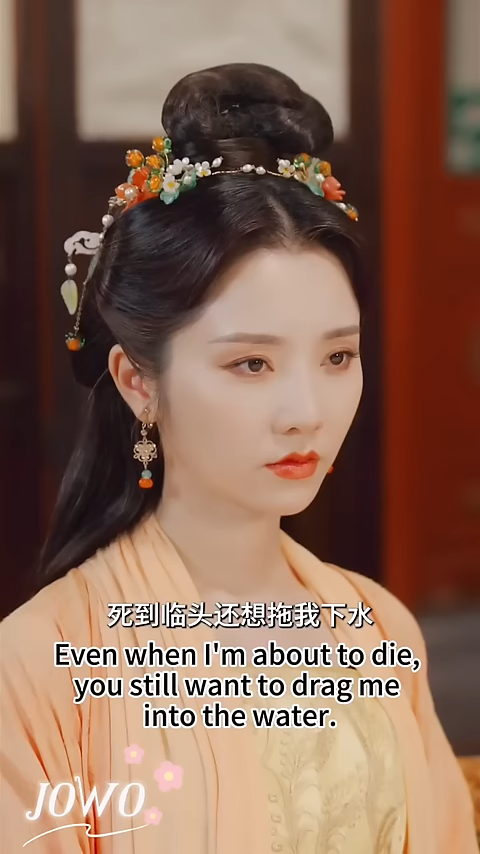 死到临头还想拖我下水
Even when I'm about to die,
you still want to drag me
into the water.
JOWO